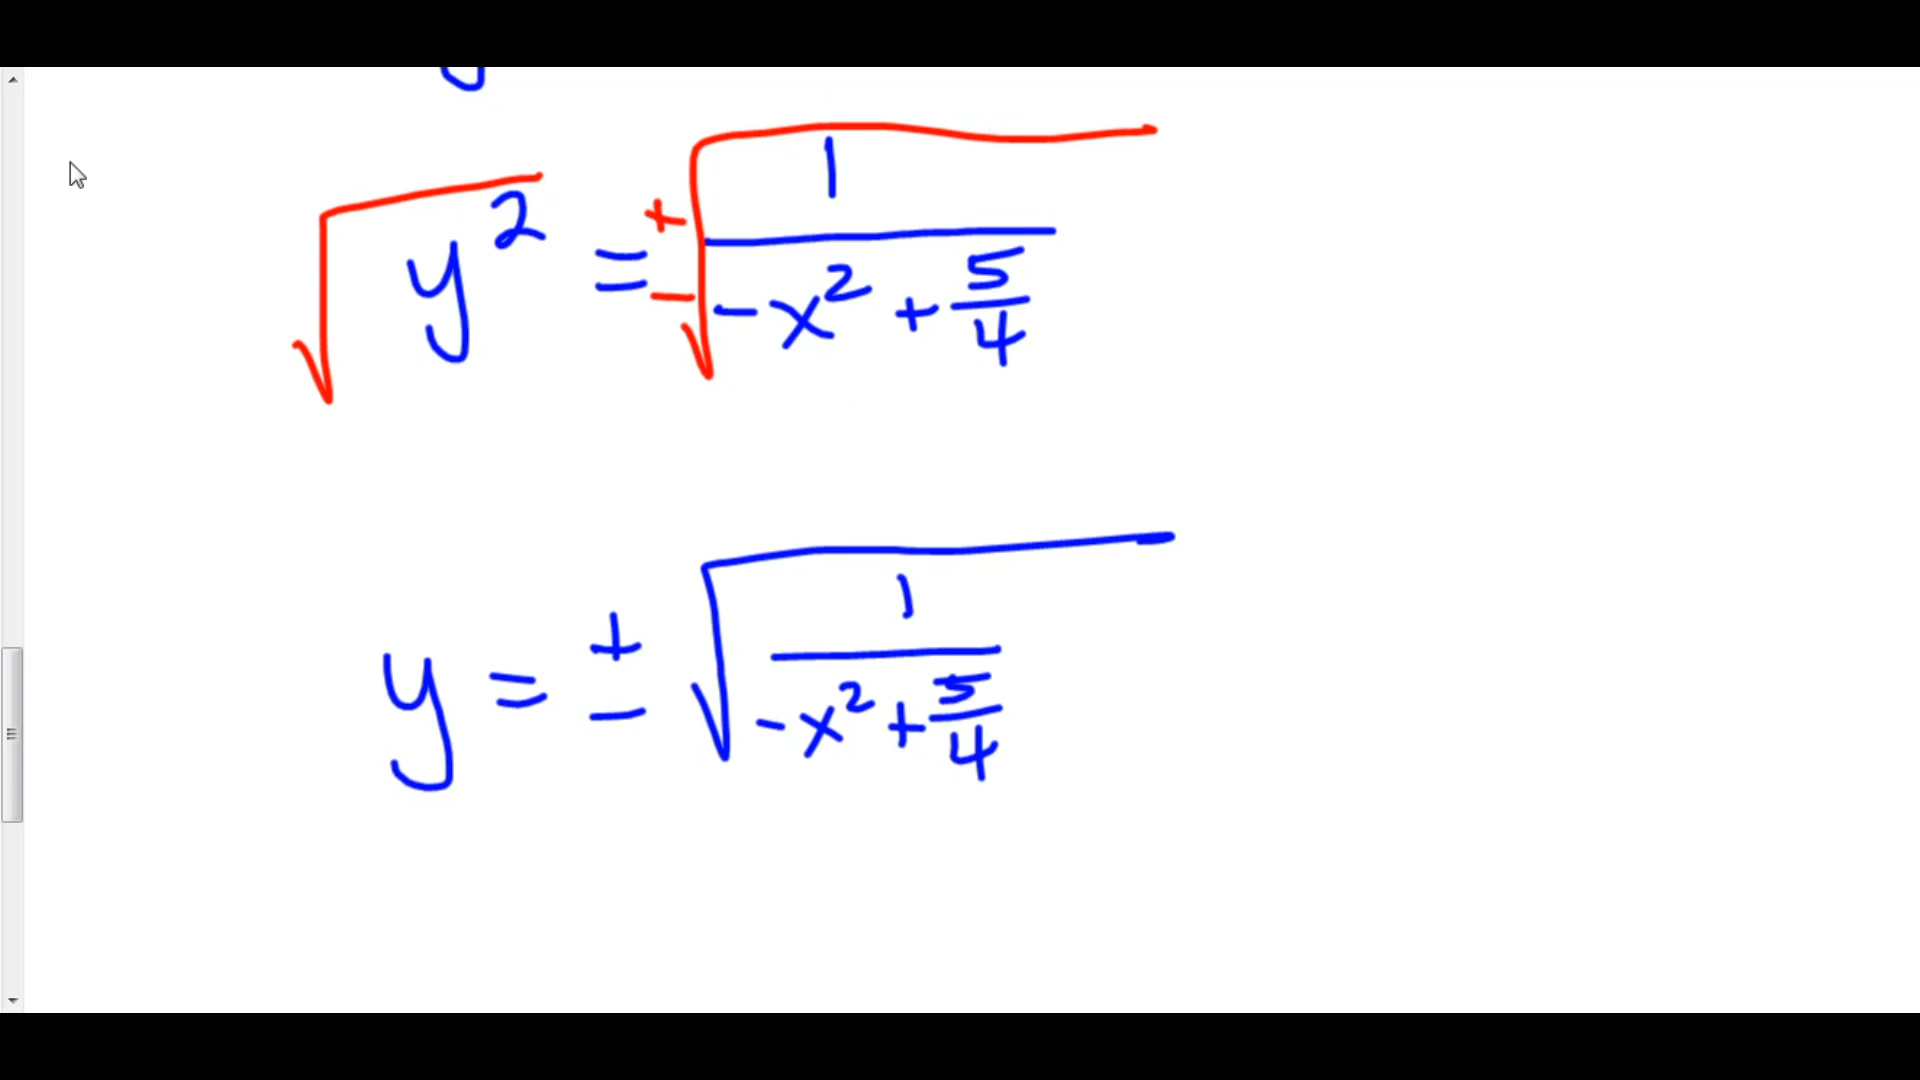 √y² = ±√(1/(-x² + 5/4))
y = ±√(1/(-x² + 5/4))